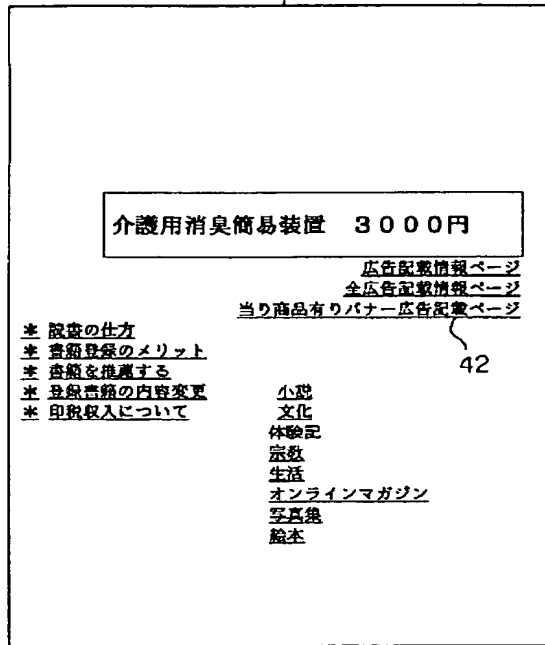 介護用消臭簡易装置 3000円
広告記載情報ページ
全広告記載情報ページ
当り商品有りバナー広告記載ページ
42
* 読書の仕方
* 書籍登録のメリット
* 書籍を推薦する
* 登録書籍の内容変更
* 印税収入について
小説
文化
体験記
宗教
生活
オンラインマガジン
写真集
絵本